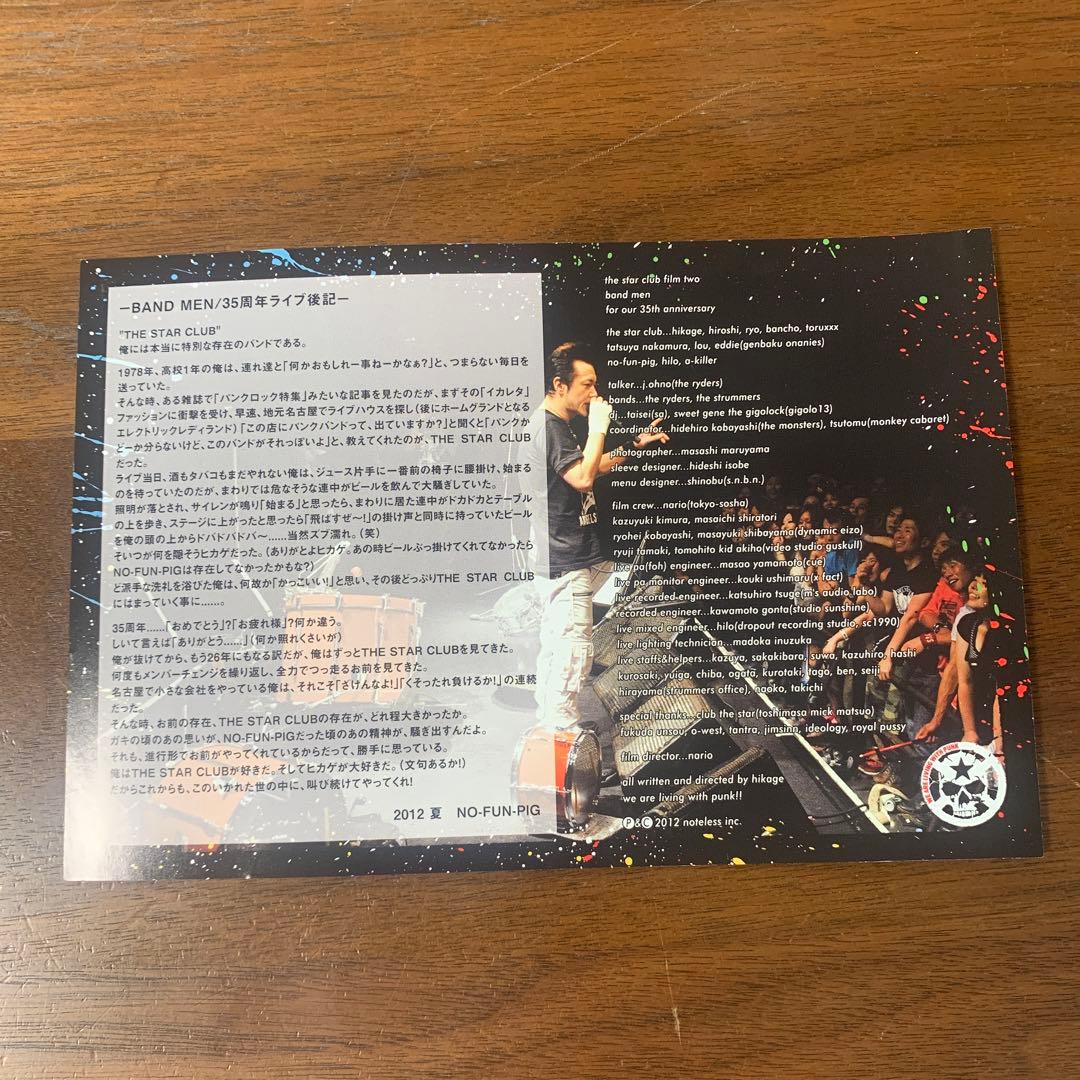 —BAND MEN/35周年ライブ後記—
"THE STAR CLUB"
俺には本当に特別な存在のバンドである。
1978年、高校1年の俺は、連れ達と「何かおもしれー事ねーかなぁ?」と、つまらない毎日を
送っていた。
そんな時、ある雑誌で「パンクロック特集」みたいな記事を見たのだが、まずその「イカレタ」
ファッションに衝撃を受け、早速、地元名古屋でライブハウスを探し(後にホームグランドとなる
エレクトリックレディランド)「この店にパンクバンドって、出ていますか?」と聞くと「パンクか
どーか分らないけど、このバンドがそれっぽいよ」と、教えてくれたのが、THE STAR CLUB
だった。
ライブ当日、酒もタバコもまだやれない俺は、ジュース片手に一番前の椅子に腰掛け、始まる
のを待っていたのだが、まわりでは危なそうな連中がビールを飲んで大騒ぎしていた。
照明が落とされ、サイレンが鳴り「始まる」と思ったら、まわりに居た連中がドカドカとテーブル
の上を歩き、ステージに上がったと思ったら「飛ばすぜ〜!」の掛け声と同時に持っていたビール
を俺の頭の上からドバドバドバ〜......当然ズブ濡れ。(笑)
そいつが何を隠そうヒカゲだった。(ありがとよヒカゲ。あの時ビールぶっ掛けてくれてなかったら
NO-FUN-PIGは存在してなかったかもな?)
ど派手な洗礼を浴びた俺は、何故か「かっこいい!」と思い、その後どっぷりTHE STAR CLUB
にはまっていく事に......。
35周年......「おめでとう」?「お疲れ様」?何か違う。
しいて言えば「ありがとう......」(何か照れくさいが)
俺が抜けてから、もう26年にもなる訳だが、俺はずっとTHE STAR CLUBを見てきた。
何度もメンバーチェンジを繰り返し、全力でつっ走るお前を見てきた。
名古屋で小さな会社をやっている俺は、それこそ「ざけんなよ!」「くそったれ負けるか!」の連続
だった。
そんな時、お前の存在、THE STAR CLUBの存在が、どれ程大きかったか。
ガキの頃のあの思いが、NO-FUN-PIGだった頃のあの精神が、騒ぎ出すんだよ。
それも、進行形でお前がやってくれているからだって、勝手に思っている。
俺はTHE STAR CLUBが好きだ。そしてヒカゲが大好きだ。(文句あるか!)
だからこれからも、このいかれた世の中に、叫び続けてやってくれ!
2012 夏 NO-FUN-PIG
the star club film two
band men
for our 35th anniversary
the star club...hikage, hiroshi, ryo, bancho, toruxxx
tatsuya nakamura, lou, eddie(genbaku onanies)
no-fun-pig, hilo, a-killer
talker...j.ohno(the ryders)
bands...the ryders, the strummers
dj...taisei(sa), sweet gene the gigolock(gigolo13)
coordinator...hidehiro kobayashi(the monsters), tsutomu(monkey cabaret)
photographer...masashi maruyama
sleeve designer...hideshi isobe
menu designer...shinobu(s.n.b.n.)
film crew...nario(tokyo-sosha)
kazuyuki kimura, masaichi shiratori
ryohei kobayashi, masayuki shibayama(dynamic eizo)
ryuji tamaki, tomohito kid akiho(video studio guskull)
live pa(foh) engineer...masao yamamoto(cue)
live pa monitor engineer...kouki ushimaru(x fact)
live recorded engineer...katsuhiro tsuge(m's audio labo)
recorded engineer...kawamoto gonta(studio sunshine)
live mixed engineer...hilo(dropout recording studio, sc1990)
live lighting technician...madoka inuzuka
live staffs&helpers...kazuya, sakakibara, suwa, kazuhiro, hashi
kurosaki, yuiga, chiba, ogata, kurotaki, tago, ben, seiji
hirayama(strummers office), naoko, takichi
special thanks...club the star(toshimasa mick matsuo)
fukuda unsou, o-west, tantra, jimsinn, ideology, royal pussy
film director...nario
all written and directed by hikage
we are living with punk!!
Ⓟ&Ⓒ 2012 noteless inc.
WE ARE LIVING WITH PUNK